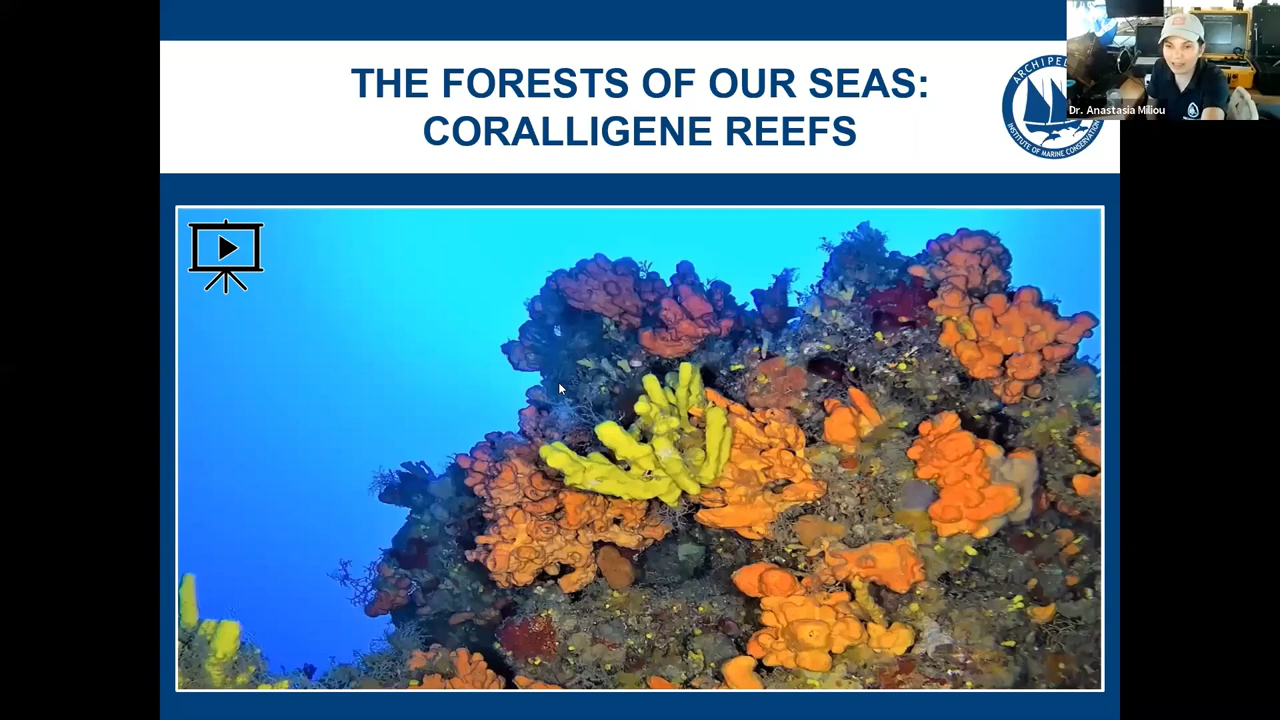 THE FORESTS OF OUR SEAS:
CORALLIGENE REEFS
ARCHIPEL
INSTITUTE OF MARINE CONSERVATION
Dr. Anastasia Miliou